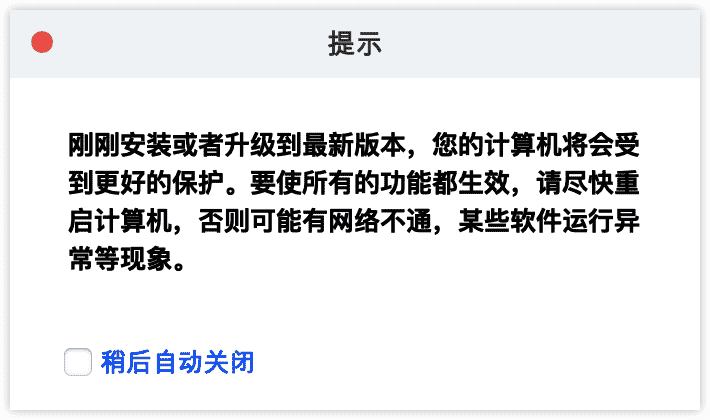 提示
刚刚安装或者升级到最新版本，您的计算机将会受
到更好的保护。要使所有的功能都生效，请尽快重
启计算机，否则可能有网络不通，某些软件运行异
常等现象。
稍后自动关闭